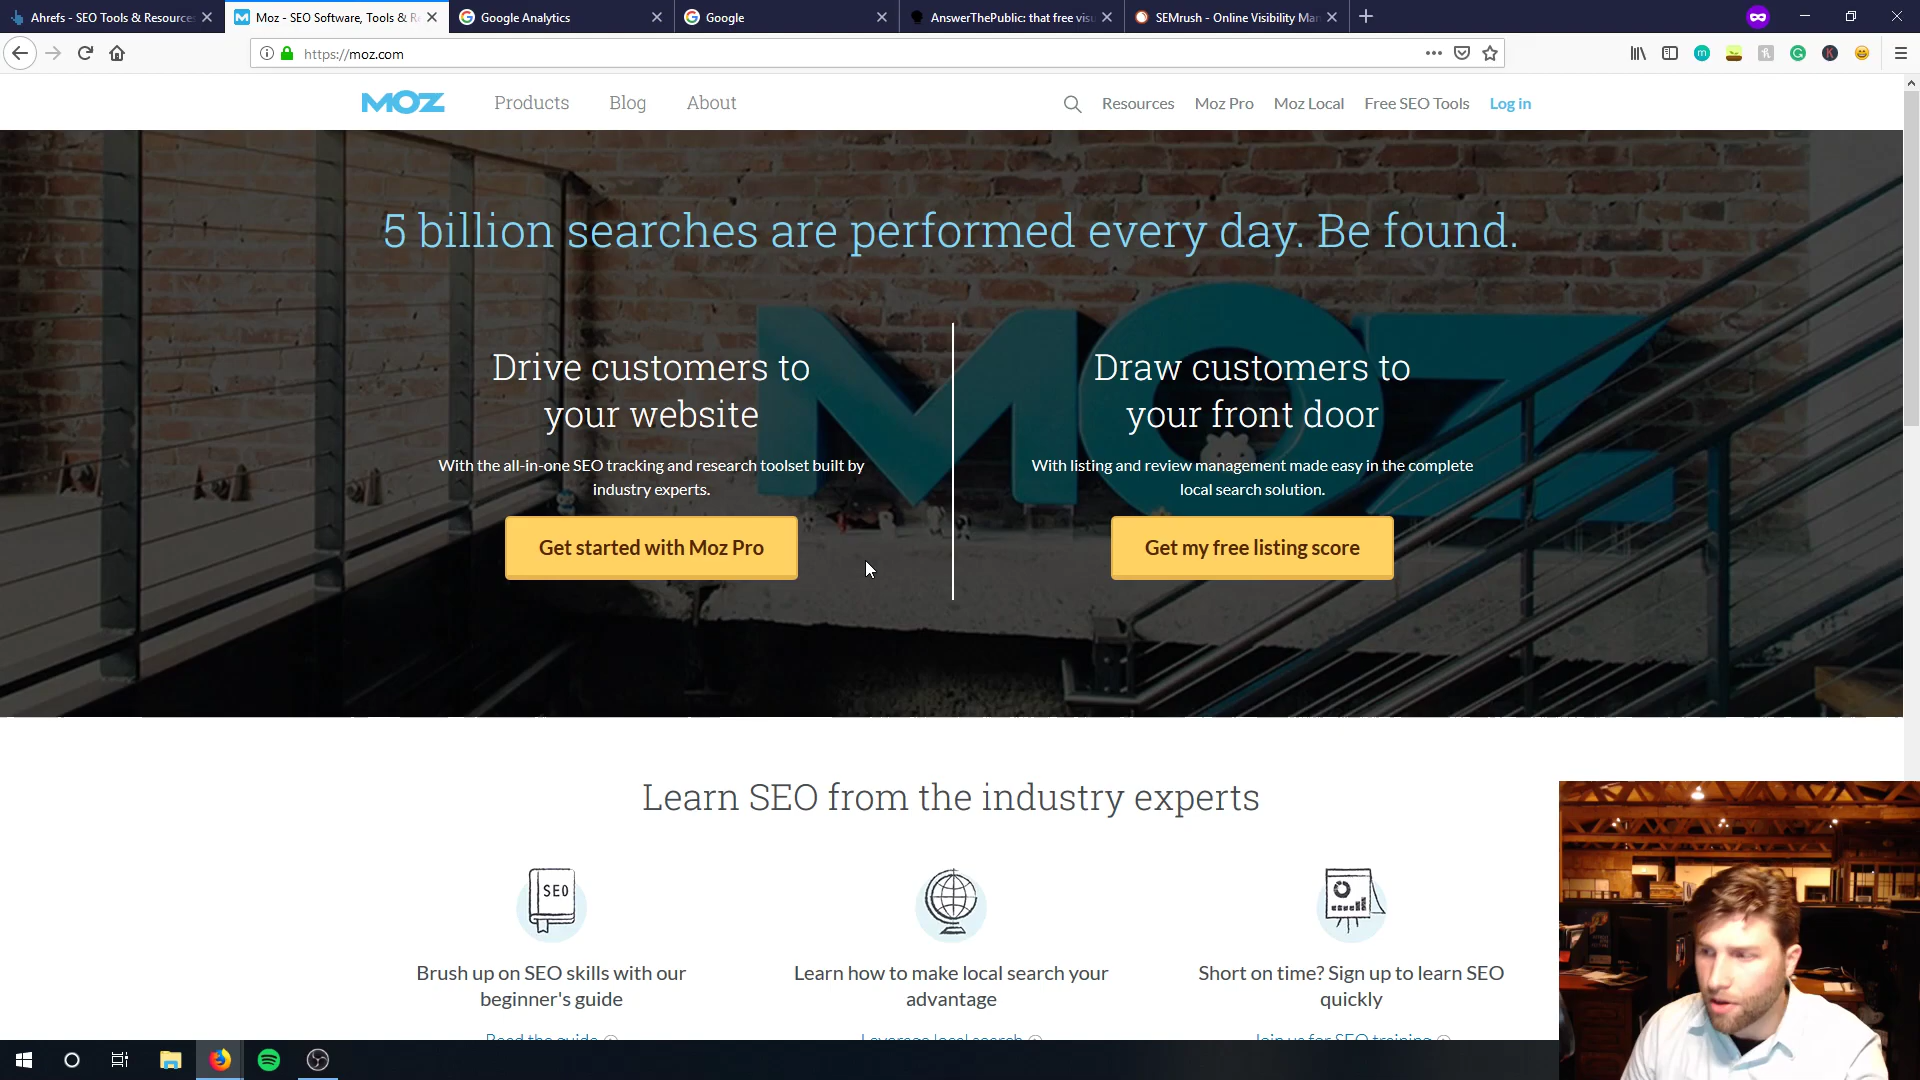 Ahrefs - SEO Tools & Resources
Moz - SEO Software, Tools & Re
Google Analytics
Google
AnswerThePublic: that free visu
SEMrush - Online Visibility Man
https://moz.com
MOZ
Products
Blog
About
Resources
Moz Pro
Moz Local
Free SEO Tools
Log in
5 billion searches are performed every day. Be found.
MOZ
Drive customers to
your website
With the all-in-one SEO tracking and research toolset built by
industry experts.
Get started with Moz Pro
Draw customers to
your front door
With listing and review management made easy in the complete
local search solution.
Get my free listing score
Learn SEO from the industry experts
SEO
Brush up on SEO skills with our
beginner's guide
Read the guide
Learn how to make local search your
advantage
Leverage local search
Short on time? Sign up to learn SEO
quickly
Join us for SEO training